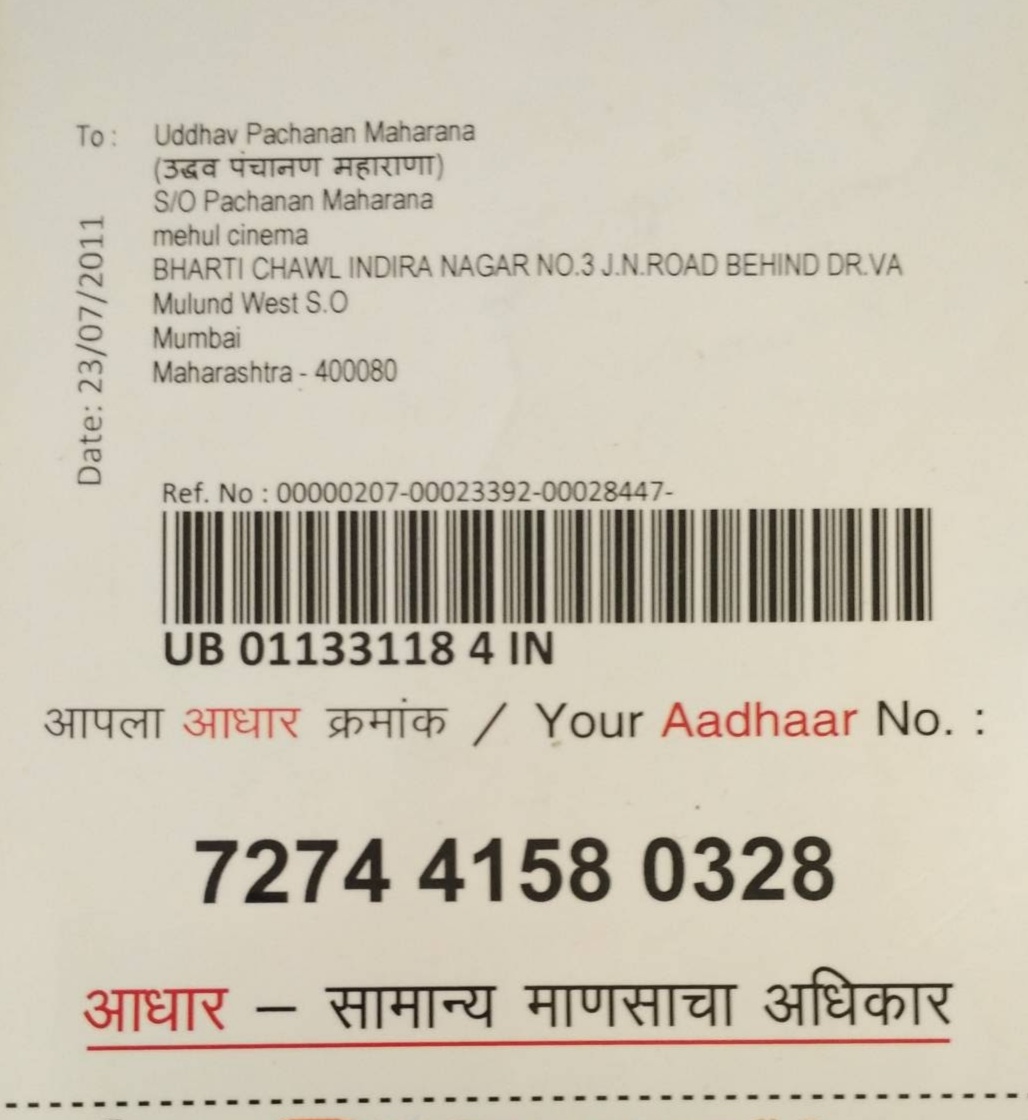 To : Uddhav Pachanan Maharana
(उद्धव पंचानण महाराणा)
S/O Pachanan Maharana
mehul cinema
BHARTI CHAWL INDIRA NAGAR NO.3 J.N.ROAD BEHIND DR.VA
Mulund West S.O
Mumbai
Maharashtra - 400080
Date: 23/07/2011
Ref. No : 00000207-00023392-00028447-
UB 01133118 4 IN
आपला आधार क्रमांक / Your Aadhaar No. :
7274 4158 0328
आधार – सामान्य माणसाचा अधिकार